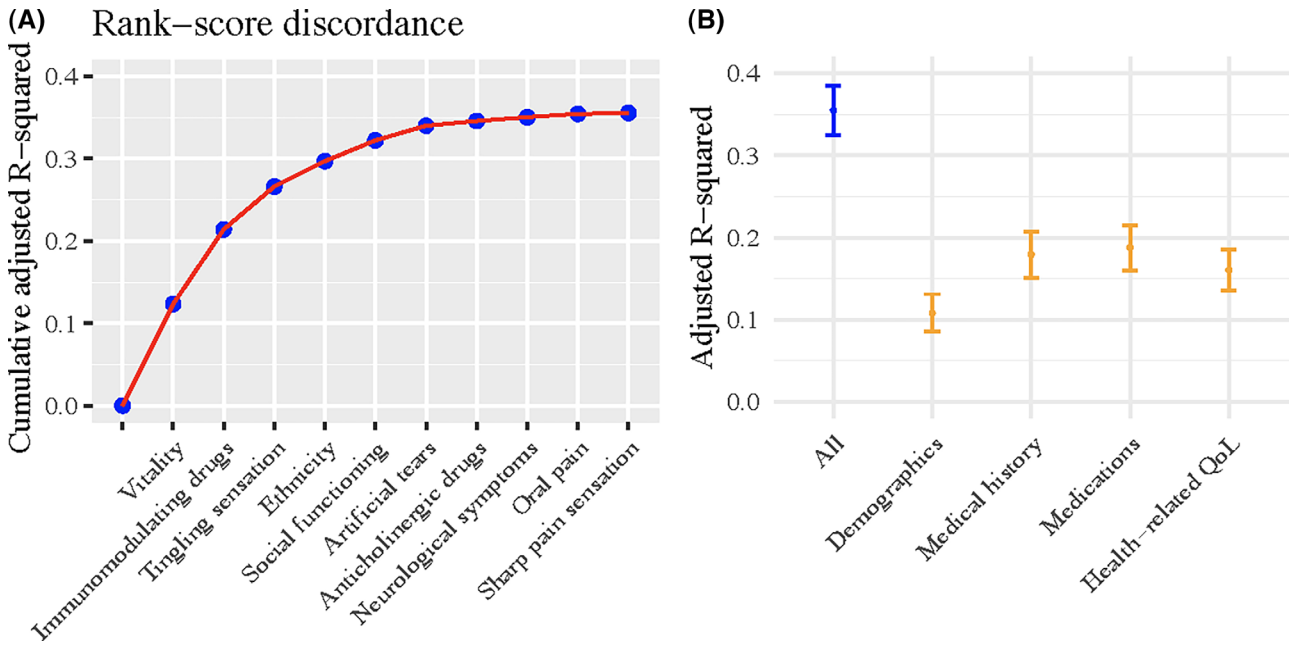 (A)
Rank-score discordance
Cumulative adjusted R-squared
0.4
0.3
0.2
0.1
0.0
Vitality
Immunomodulating drugs
Tingling sensation
Ethnicity
Social functioning
Artificial tears
Anticholinergic drugs
Neurological symptoms
Oral pain
Sharp pain sensation
(B)
Adjusted R-squared
0.4
0.3
0.2
0.1
0.0
All
Demographics
Medical history
Medications
Health-related QoL